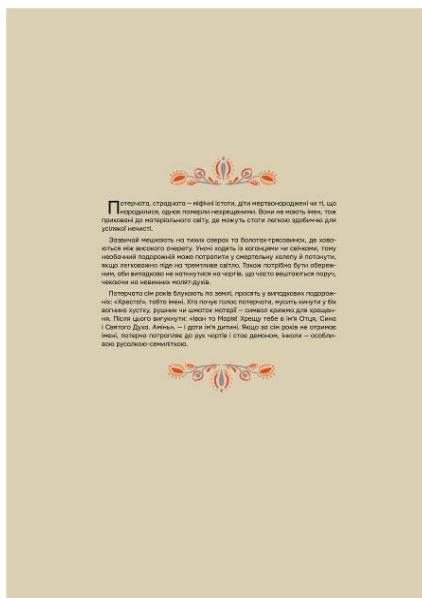 Потерчата, страдчата – міфічні істоти, діти мертвонароджені чи ті, що
народилися, однак померли нехрещеними. Вони не мають імен, тож
приковані до матеріального світу, де можуть стати легкою здобиччю для
усілякої нечисті.
Зазвичай мешкають на тихих озерах та болотах-трясовинах, де хова-
ються між високого очерету. Уночі ходять із каганцями чи свічками, тому
необачний подорожній може потрапити у смертельну халепу й потонути,
якщо легковажно піде на тремтливе світло. Також потрібно бути обереж-
ним, аби випадково не наткнутися на чортів, що часто вештаються поруч,
чекаючи на невинних малят-духів.
Потерчата сім років блукають по землі, просять у випадкових подорож-
ніх: «Хреста!», тобто імені. Хто почує голос потерчати, мусить кинути у бік
вогника хустку, рушник чи шматок матерії – символ крижма для хрещен-
ня. Після цього вигукнути: «Іван та Марія! Хрещу тебе в ім'я Отця, Сина
і Святого Духа. Амінь», – і дати ім'я дитині. Якщо за сім років не отримає
імені, потерча потрапляє до рук чортів і стає демоном, інколи – особли-
вою русалкою-семиліткою.